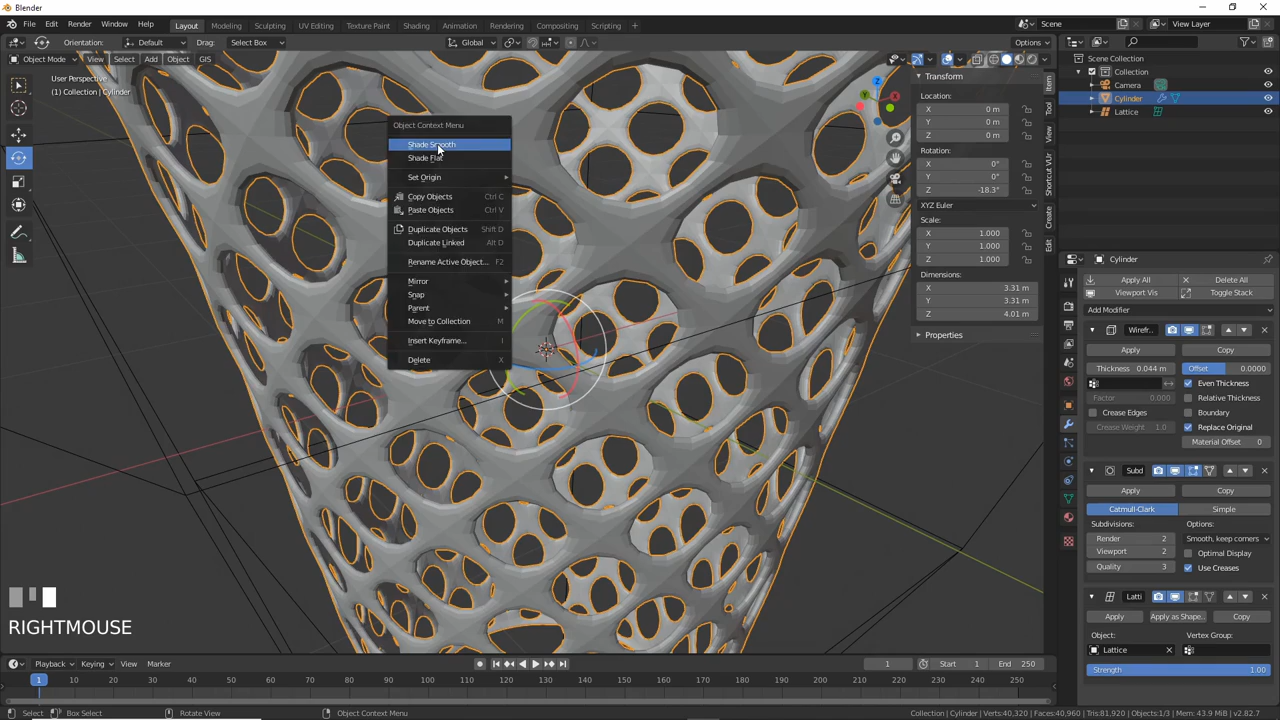 Blender
File Edit Render Window Help Layout Modeling Sculpting UV Editing Texture Paint Shading Animation Rendering Compositing Scripting + Scene View Layer
Orientation: Default Drag: Select Box Global Options
Object Mode View Select Add Object GIS
User Perspective
(1) Collection | Cylinder
Object Context Menu
Shade Smooth
Shade Flat
Set Origin
Copy Objects Ctrl C
Paste Objects Ctrl V
Duplicate Objects Shift D
Duplicate Linked Alt D
Rename Active Object... F2
Mirror
Snap
Parent
Move to Collection M
Insert Keyframe... I
Delete X
RIGHTMOUSE
Z
Y
X
Transform
Location:
X 0 m
Y 0 m
Z 0 m
Rotation:
X 0°
Y 0°
Z -18.3°
XYZ Euler
Scale:
X 1.000
Y 1.000
Z 1.000
Dimensions:
X 3.31 m
Y 3.31 m
Z 4.01 m
Properties
Item
Tool
View
Shortcut VUr
Create
Edit
Scene Collection
Collection
Camera
Cylinder
Lattice
Cylinder
Apply All Delete All
Viewport Vis Toggle Stack
Add Modifier
Wirefr..
Apply Copy
Thickness 0.044 m Offset 0.0000
Even Thickness
Factor 0.000 Relative Thickness
Crease Edges Boundary
Crease Weight 1.0 Replace Original
Material Offset 0
Subd
Apply Copy
Catmull-Clark Simple
Subdivisions: Options:
Render 2 Smooth, keep corners
Viewport 2 Optimal Display
Quality 3 Use Creases
Latti
Apply Apply as Shape.. Copy
Object: Vertex Group:
Lattice
Strength 1.00
Playback Keying View Marker 1 Start 1 End 250
1 10 20 30 40 50 60 70 80 90 100 110 120 130 140 150 160 170 180 190 200 210 220 230 240 250
Select Box Select Rotate View Object Context Menu Collection | Cylinder | Verts:40,320 | Faces:40,960 | Tris:81,920 | Objects:1/3 | Mem: 43.9 MiB | v2.82.7